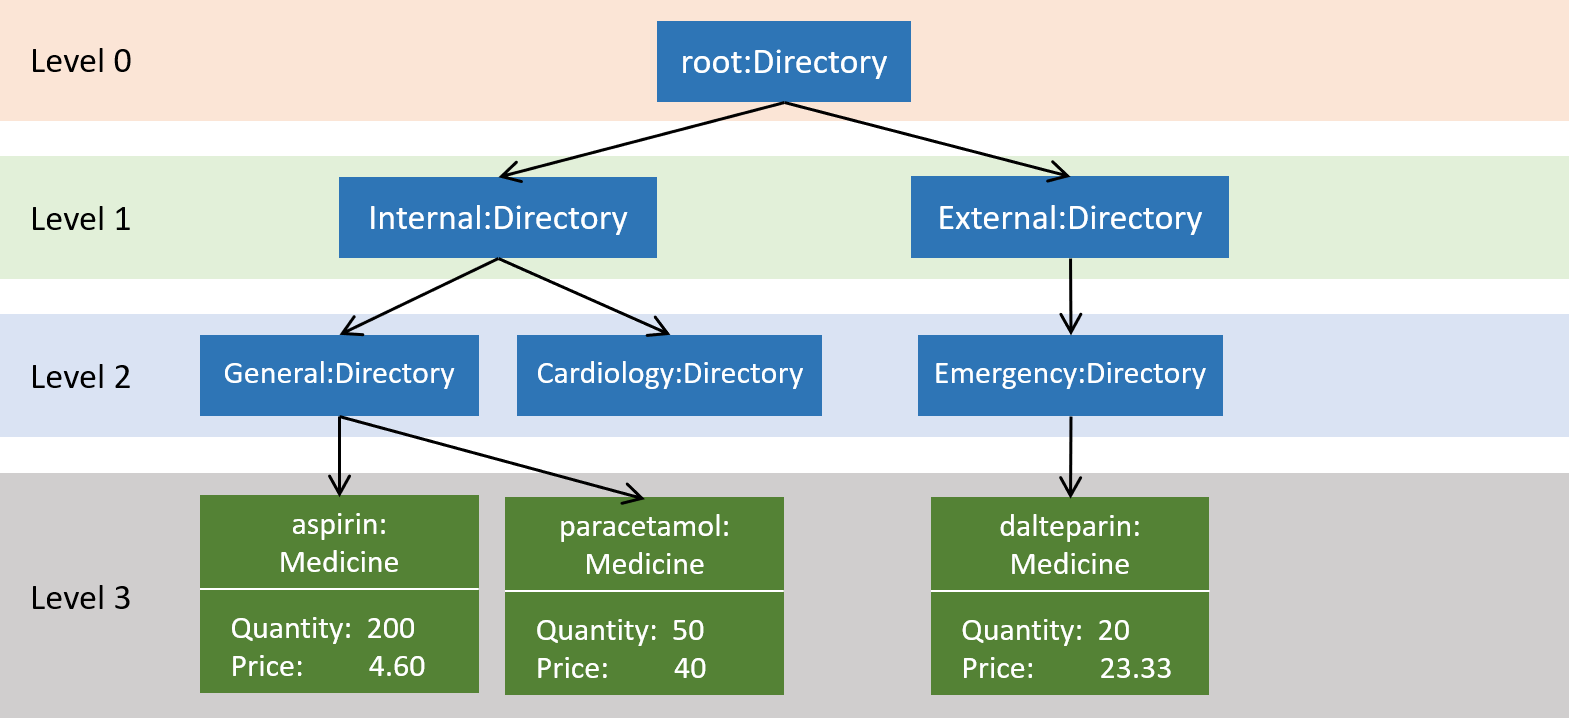 Level 0
root:Directory
Level 1
Internal:Directory
External:Directory
Level 2
General:Directory
Cardiology:Directory
Emergency:Directory
Level 3
aspirin:
Medicine
Quantity: 200
Price: 4.60
paracetamol:
Medicine
Quantity: 50
Price: 40
dalteparin:
Medicine
Quantity: 20
Price: 23.33